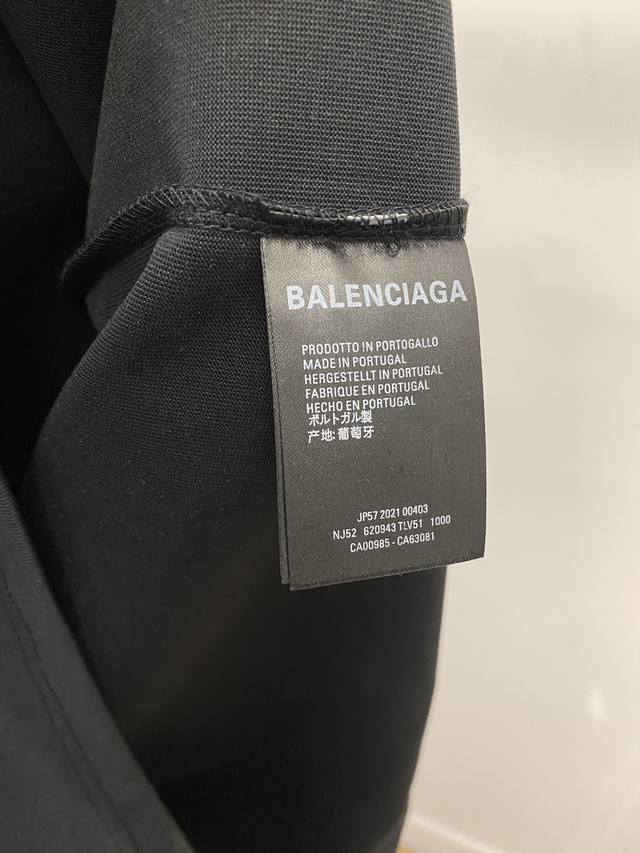 BALENCIAGA
PRODOTTO IN PORTOGALLO
MADE IN PORTUGAL
HERGESTELLT IN PORTUGAL
FABRIQUE EN PORTUGAL
HECHO EN PORTUGAL
ポルトガル製
产地:葡萄牙
JP57 2021 00403
NJ52 620943 TLV51 1000
CA00985 - CA63081